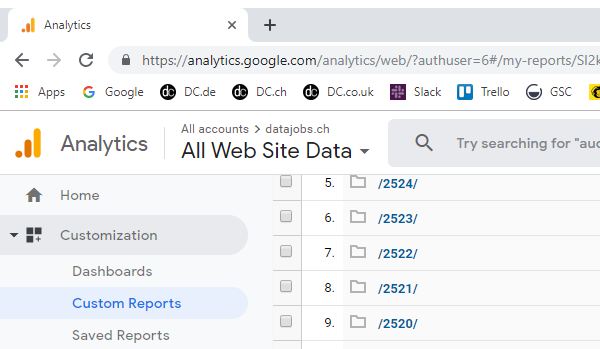 Analytics
https://analytics.google.com/analytics/web/?authuser=6#/my-reports/SI2k
Apps Google DC.de DC.ch DC.co.uk Slack Trello GSC
Analytics
All accounts > datajobs.ch
All Web Site Data
Try searching for "aud
Home
Customization
Dashboards
Custom Reports
Saved Reports
5. /2524/
6. /2523/
7. /2522/
8. /2521/
9. /2520/